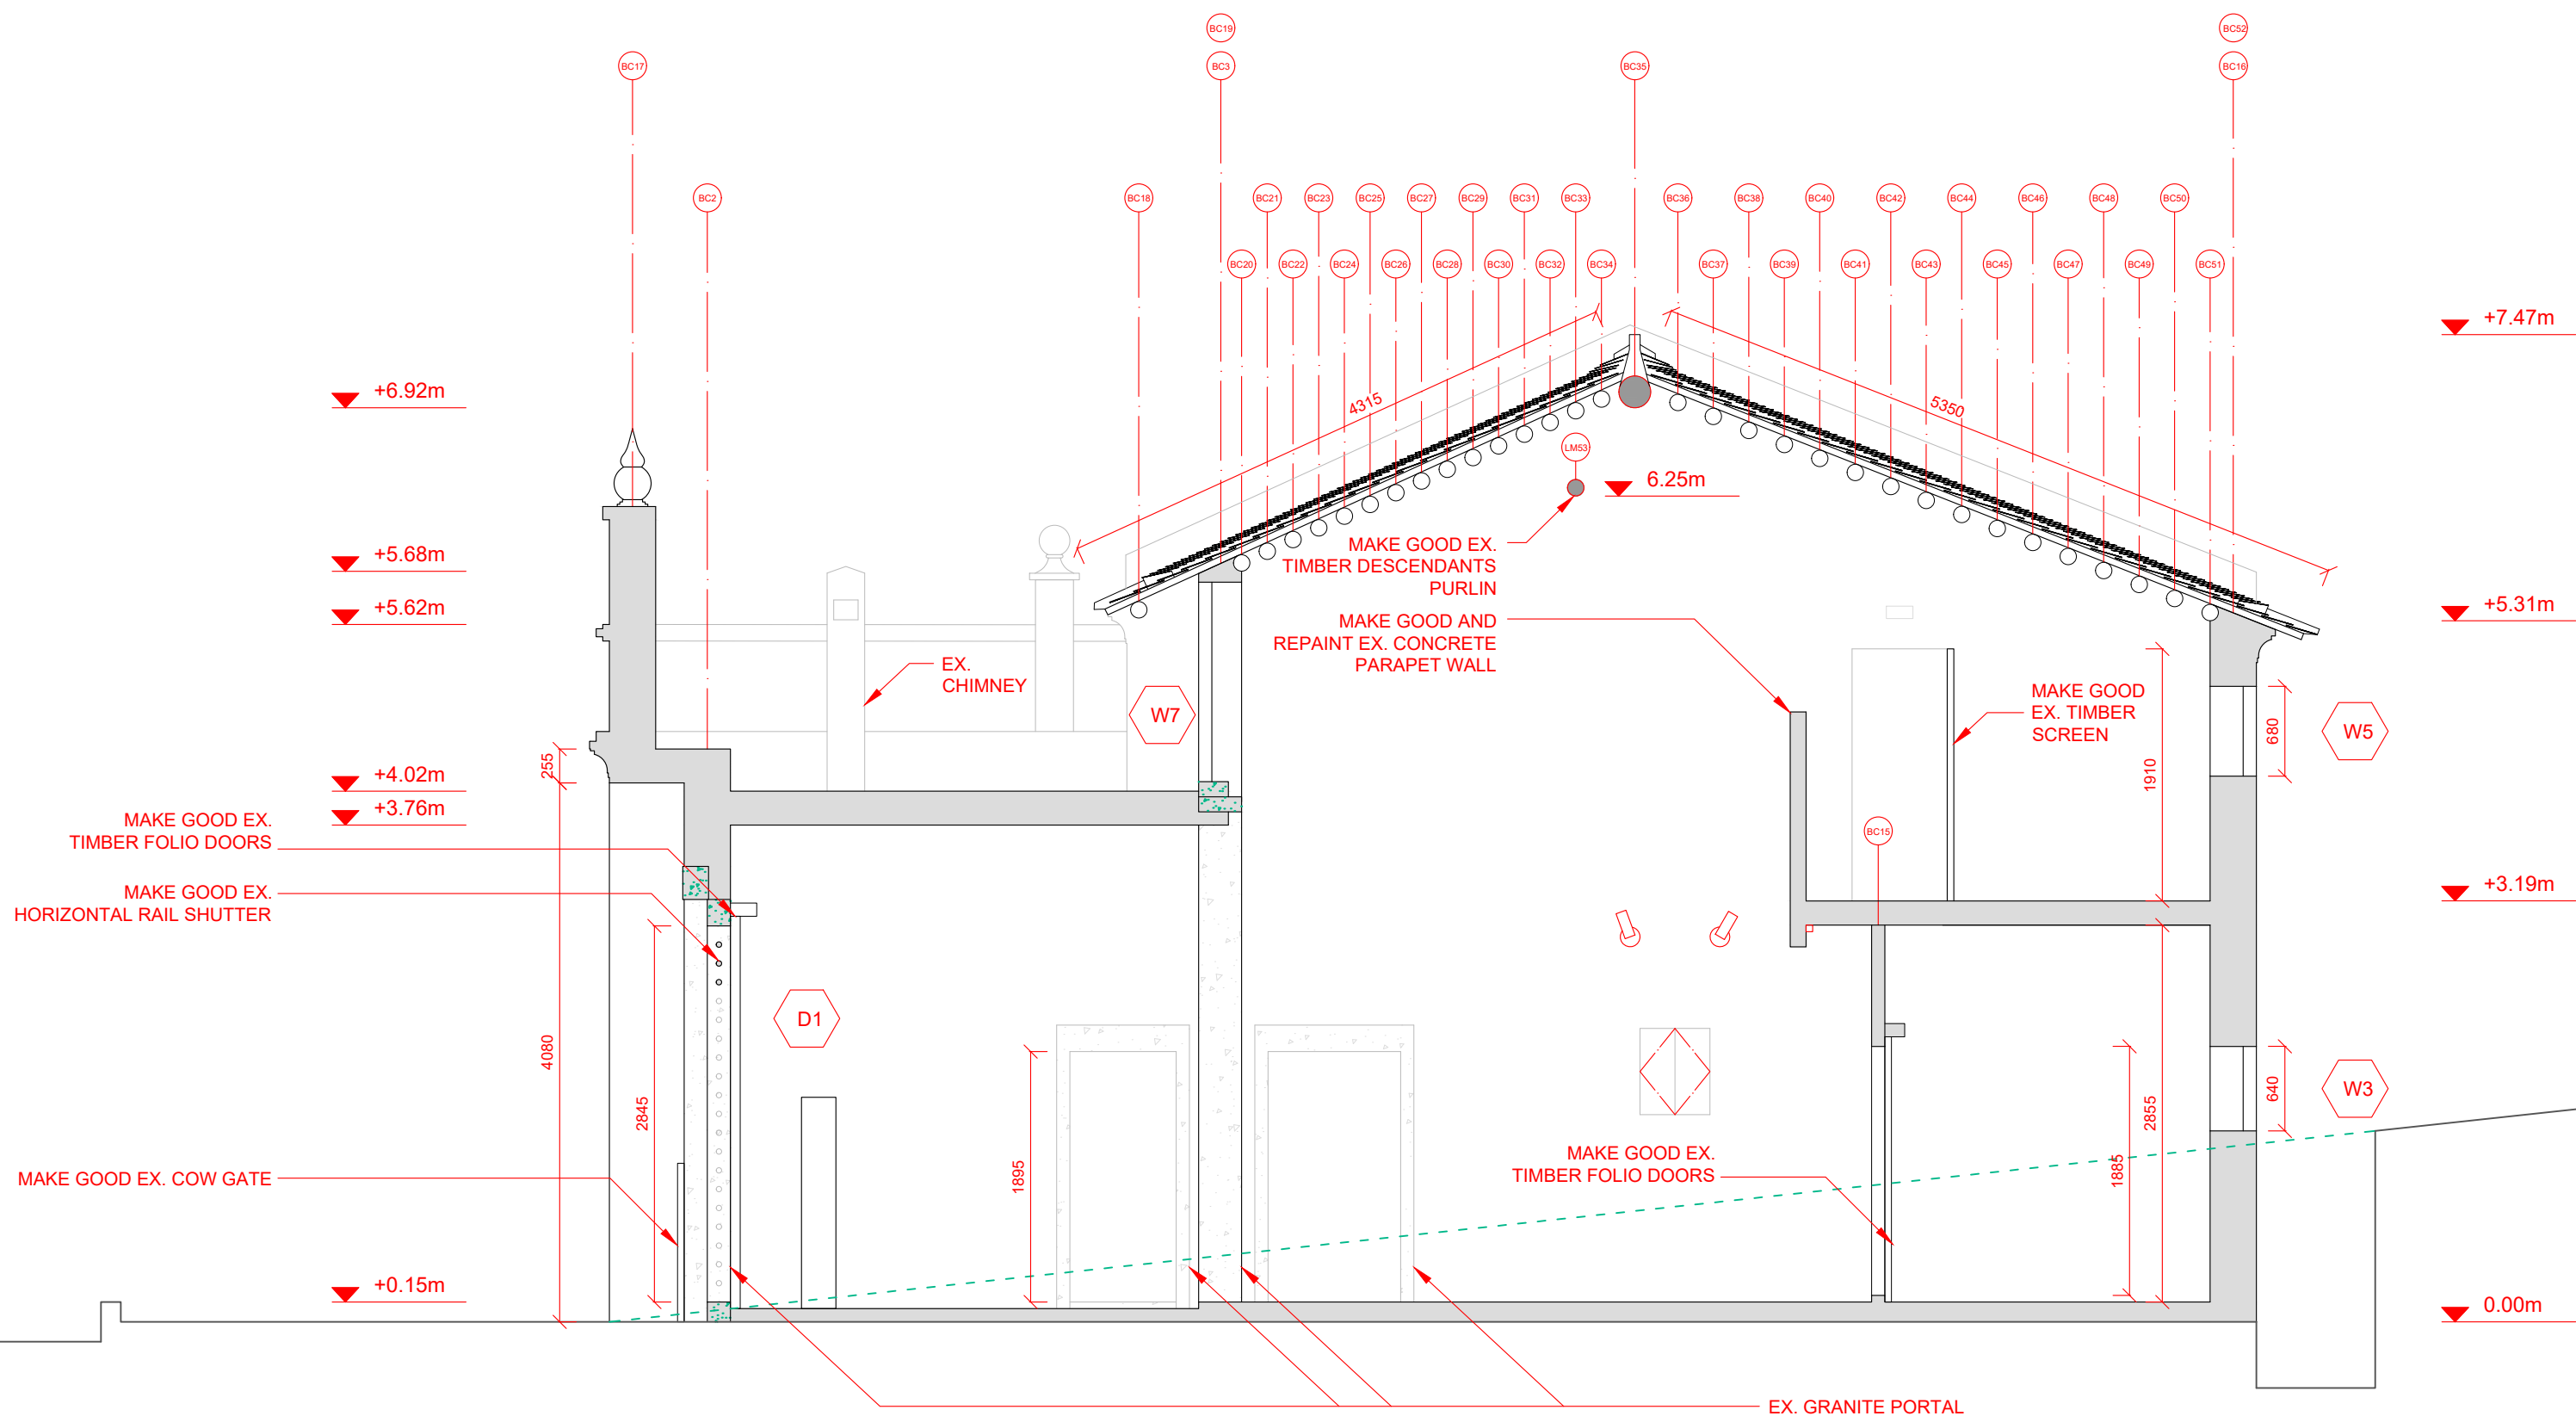 BC19
BC52
BC17
BC3
BC35
BC16
BC2
BC18
BC21
BC23
BC25
BC27
BC29
BC31
BC33
BC36
BC38
BC40
BC42
BC44
BC46
BC48
BC50
BC20
BC22
BC24
BC26
BC28
BC30
BC32
BC34
BC37
BC39
BC41
BC43
BC45
BC47
BC49
BC51
+7.47m
+6.92m
4315
5350
LM53
6.25m
+5.68m
MAKE GOOD EX.
TIMBER DESCENDANTS
PURLIN
+5.62m
+5.31m
MAKE GOOD AND
REPAINT EX. CONCRETE
PARAPET WALL
EX.
CHIMNEY
MAKE GOOD
EX. TIMBER
SCREEN
W7
W5
680
255
1910
+4.02m
+3.76m
MAKE GOOD EX.
TIMBER FOLIO DOORS
BC15
MAKE GOOD EX.
HORIZONTAL RAIL SHUTTER
+3.19m
D1
4080
2845
W3
640
2855
1895
1885
MAKE GOOD EX.
TIMBER FOLIO DOORS
MAKE GOOD EX. COW GATE
+0.15m
0.00m
EX. GRANITE PORTAL